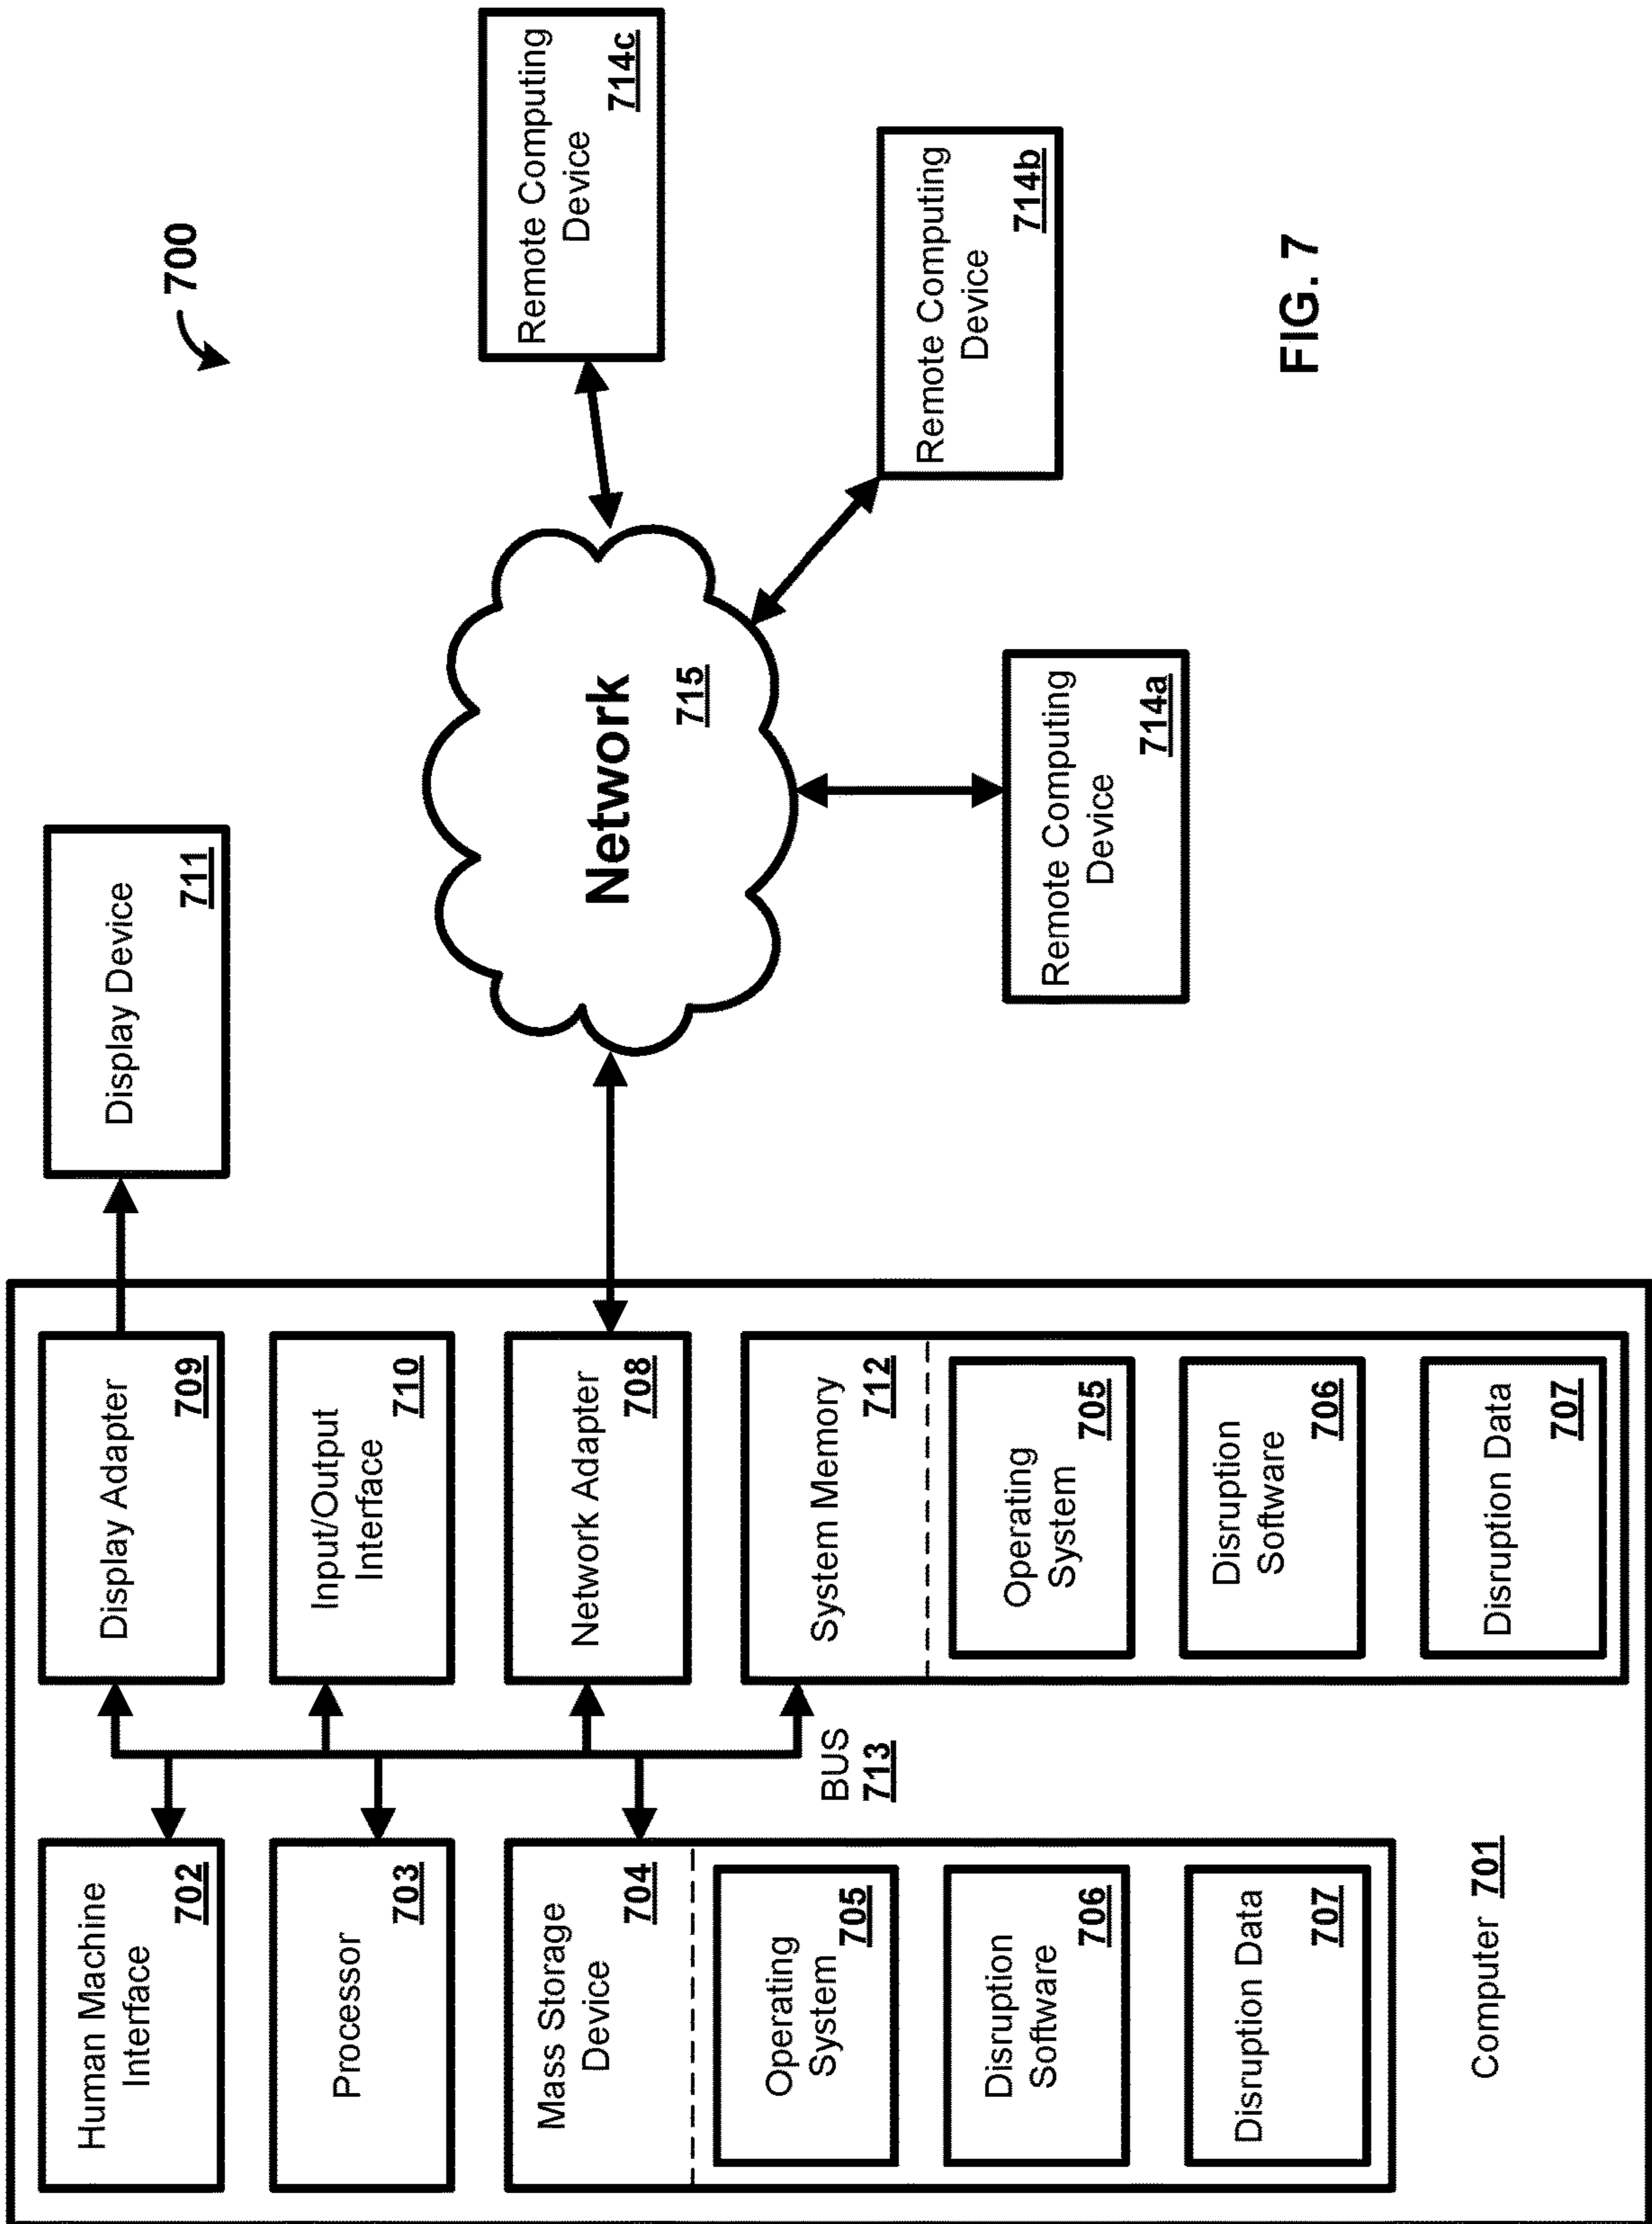 700
Human Machine
Interface
702
Processor
703
Mass Storage
Device
704
Operating
System
705
Disruption
Software
706
Disruption Data
707
Computer 701
BUS
713
Display Adapter
709
Input/Output
Interface
710
Network Adapter
708
System Memory
712
Operating
System
705
Disruption
Software
706
Disruption Data
707
Display Device
711
Network
715
Remote Computing
Device
714a
Remote Computing
Device
714b
Remote Computing
Device
714c
FIG. 7